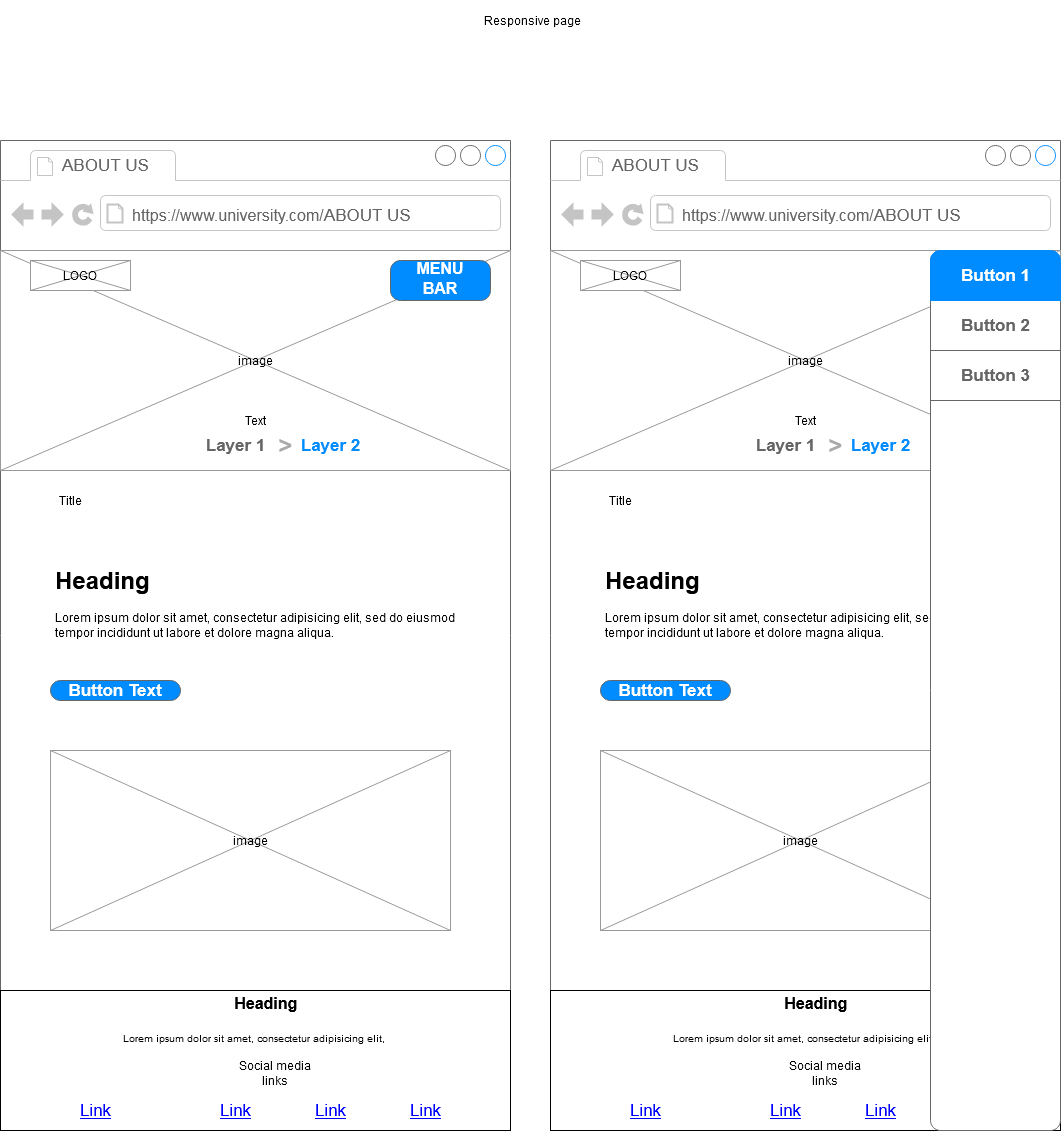 Responsive page
ABOUT US
https://www.university.com/ABOUT US
LOGO
MENU
BAR
image
Text
Layer 1 > Layer 2
Title
Heading
Lorem ipsum dolor sit amet, consectetur adipisicing elit, sed do eiusmod
tempor incididunt ut labore et dolore magna aliqua.
Button Text
image
Heading
Lorem ipsum dolor sit amet, consectetur adipisicing elit,
Social media
links
Link Link Link Link
ABOUT US
https://www.university.com/ABOUT US
LOGO
Button 1
Button 2
Button 3
image
Text
Layer 1 > Layer 2
Title
Heading
Lorem ipsum dolor sit amet, consectetur adipisicing elit, se
tempor incididunt ut labore et dolore magna aliqua.
Button Text
image
Heading
Lorem ipsum dolor sit amet, consectetur adipisicing elit
Social media
links
Link Link Link